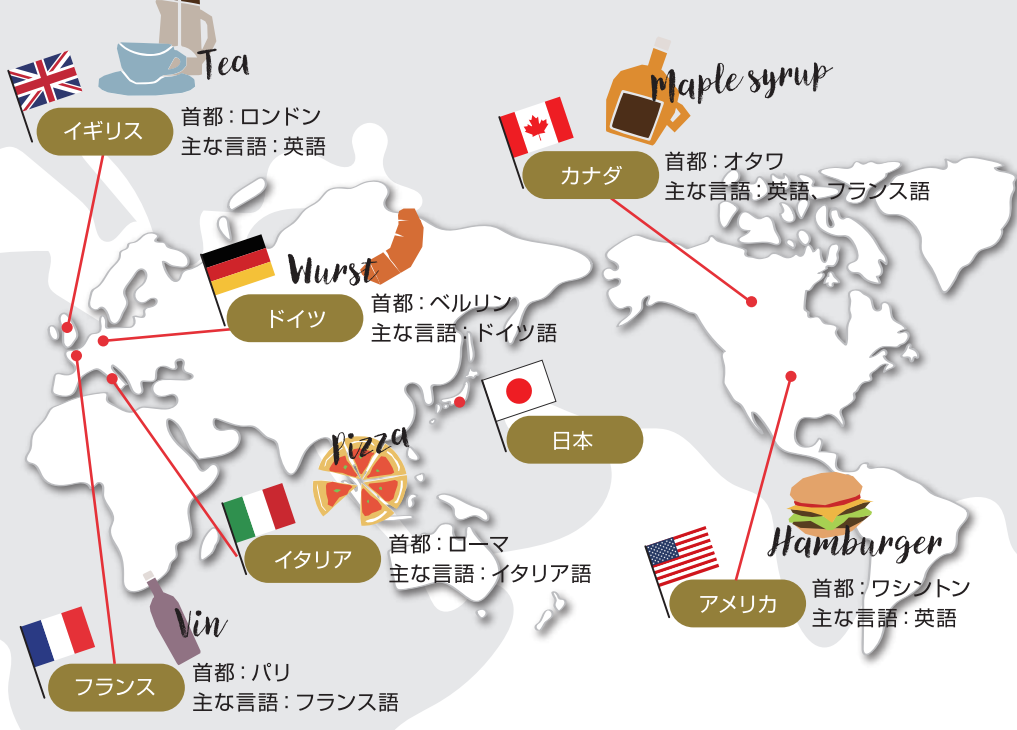 Tea
イギリス
首都：ロンドン
主な言語：英語
Maple syrup
カナダ
首都：オタワ
主な言語：英語、フランス語
Wurst
ドイツ
首都：ベルリン
主な言語：ドイツ語
日本
Pizza
イタリア
首都：ローマ
主な言語：イタリア語
Hamburger
アメリカ
首都：ワシントン
主な言語：英語
Vin
フランス
首都：パリ
主な言語：フランス語